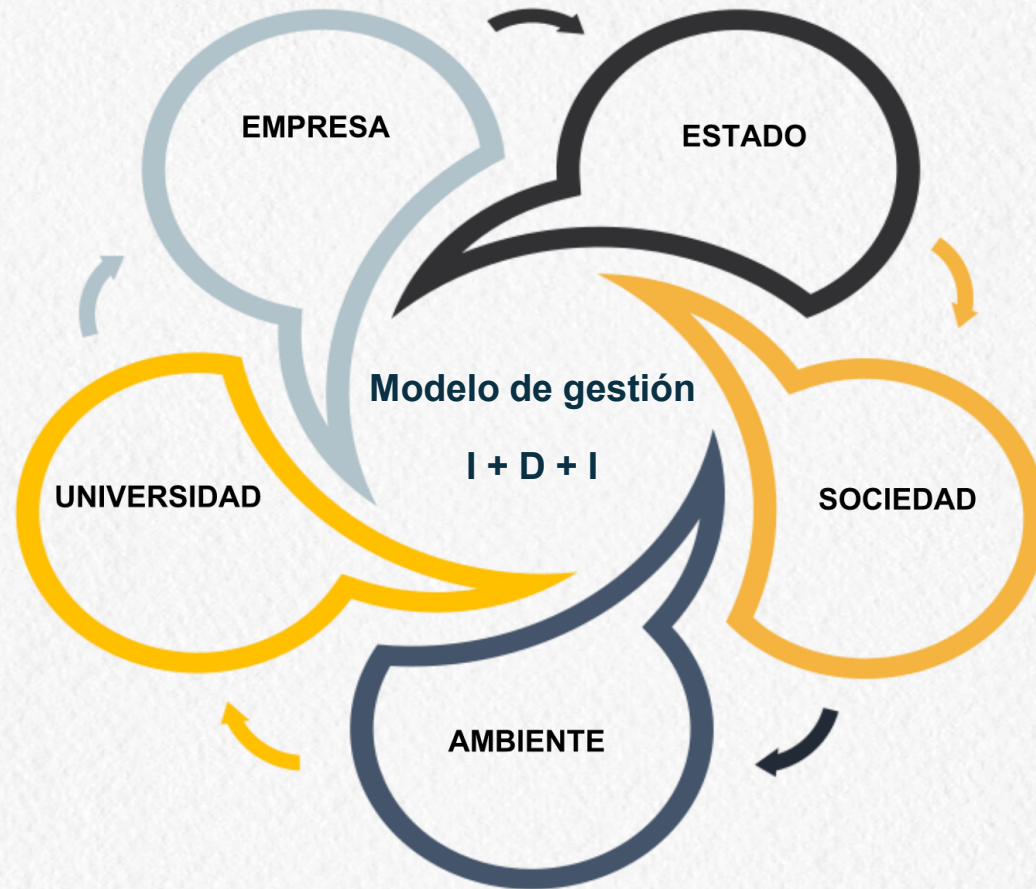 EMPRESA
ESTADO
Modelo de gestión
I + D + I
UNIVERSIDAD
SOCIEDAD
AMBIENTE